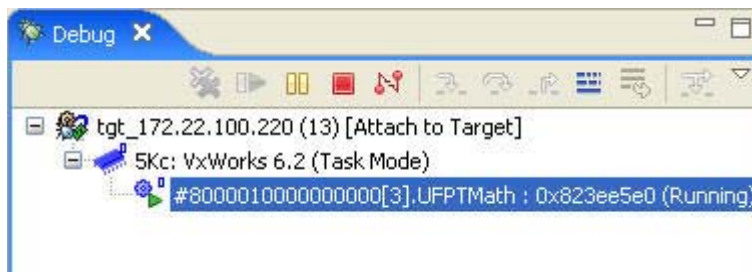 Debug
tgt_172.22.100.220 (13) [Attach to Target]
5Kc: VxWorks 6.2 (Task Mode)
#8000010000000000[3].UFPTMath : 0x823ee5e0 (Running)